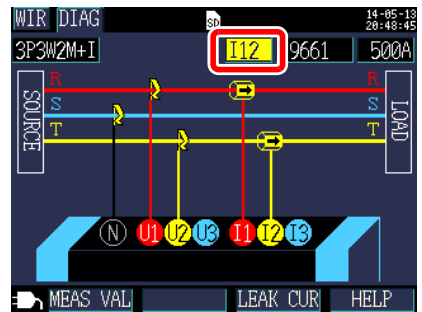 WIR DIAG SD 14-05-13
20:48:45
3P3W2M+I I12 9661 500A
SOURCE R R LOAD
S S
T T
N U1 U2 U3 I1 I2 I3
MEAS VAL LEAK CUR HELP